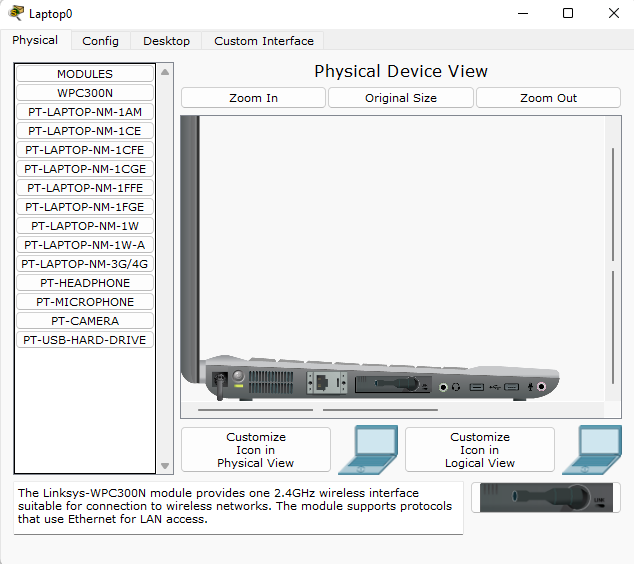 Laptop0
Physical
Config
Desktop
Custom Interface
MODULES
WPC300N
PT-LAPTOP-NM-1AM
PT-LAPTOP-NM-1CE
PT-LAPTOP-NM-1CFE
PT-LAPTOP-NM-1CGE
PT-LAPTOP-NM-1FFE
PT-LAPTOP-NM-1FGE
PT-LAPTOP-NM-1W
PT-LAPTOP-NM-1W-A
PT-LAPTOP-NM-3G/4G
PT-HEADPHONE
PT-MICROPHONE
PT-CAMERA
PT-USB-HARD-DRIVE
Physical Device View
Zoom In
Original Size
Zoom Out
Customize
Icon in
Physical View
Customize
Icon in
Logical View
The Linksys-WPC300N module provides one 2.4GHz wireless interface
suitable for connection to wireless networks. The module supports protocols
that use Ethernet for LAN access.